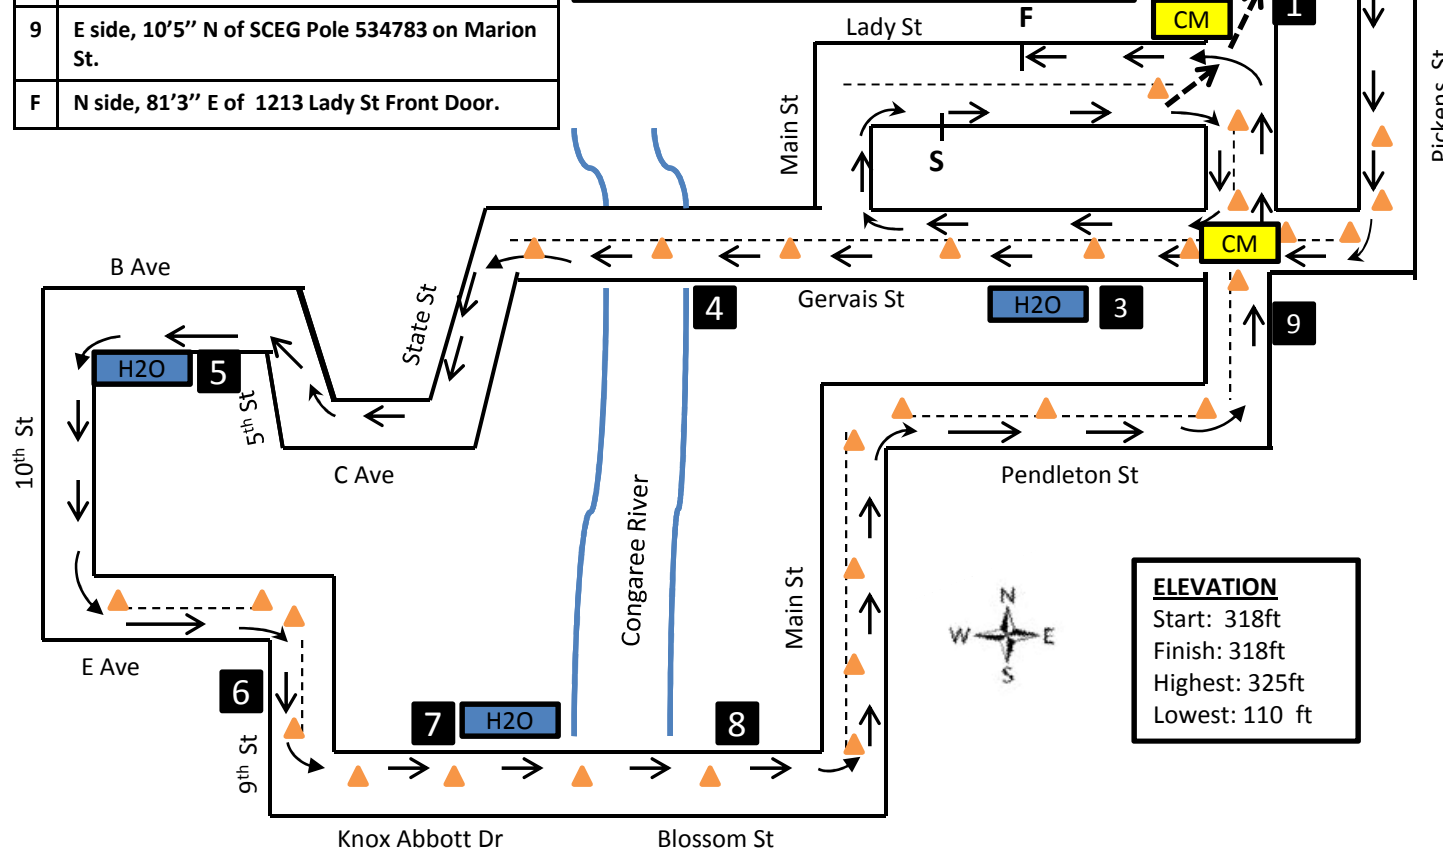 9 E side, 10’5’’ N of SCEG Pole 534783 on Marion
St.
F N side, 81’3’’ E of 1213 Lady St Front Door.
Lady St
F
CM
1
Main St
S
Pickens St
CM
B Ave
State St
4
Gervais St
H2O
3
9
H2O
5
5th St
10th St
C Ave
Pendleton St
Congaree River
Main St
N
W
E
S
ELEVATION
Start: 318ft
Finish: 318ft
Highest: 325ft
Lowest: 110 ft
E Ave
6
7
H2O
8
9th St
Knox Abbott Dr
Blossom St